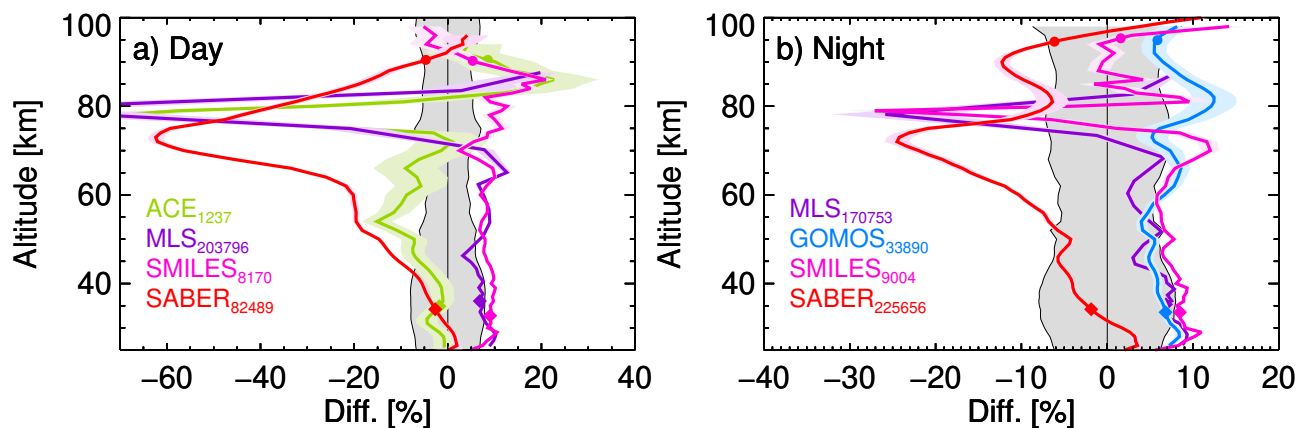 a) Day
Altitude [km]
100
80
60
40
ACE1237
MLS203796
SMILES8170
SABER82489
−60 −40 −20 0 20 40
Diff. [%]
b) Night
Altitude [km]
100
80
60
40
MLS170753
GOMOS33890
SMILES9004
SABER225656
−40 −30 −20 −10 0 10 20
Diff. [%]